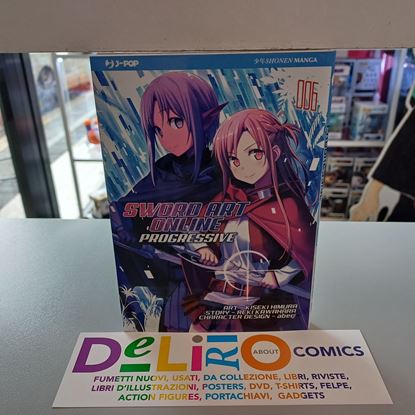 J-POP
少年SHONEN MANGA
006
SWORD ART
ONLINE
PROGRESSIVE
ART - KISEKI HIMURA
STORY - REKI KAWAHARA
CHARACTER DESIGN - abec
DeLiRiO ABOUT COMICS
FUMETTI NUOVI, USATI, DA COLLEZIONE, LIBRI, RIVISTE,
LIBRI D'ILLUSTRAZIONI, POSTERS, DVD, T-SHIRTS, FELPE,
ACTION FIGURES, PORTACHIAVI, GADGETS